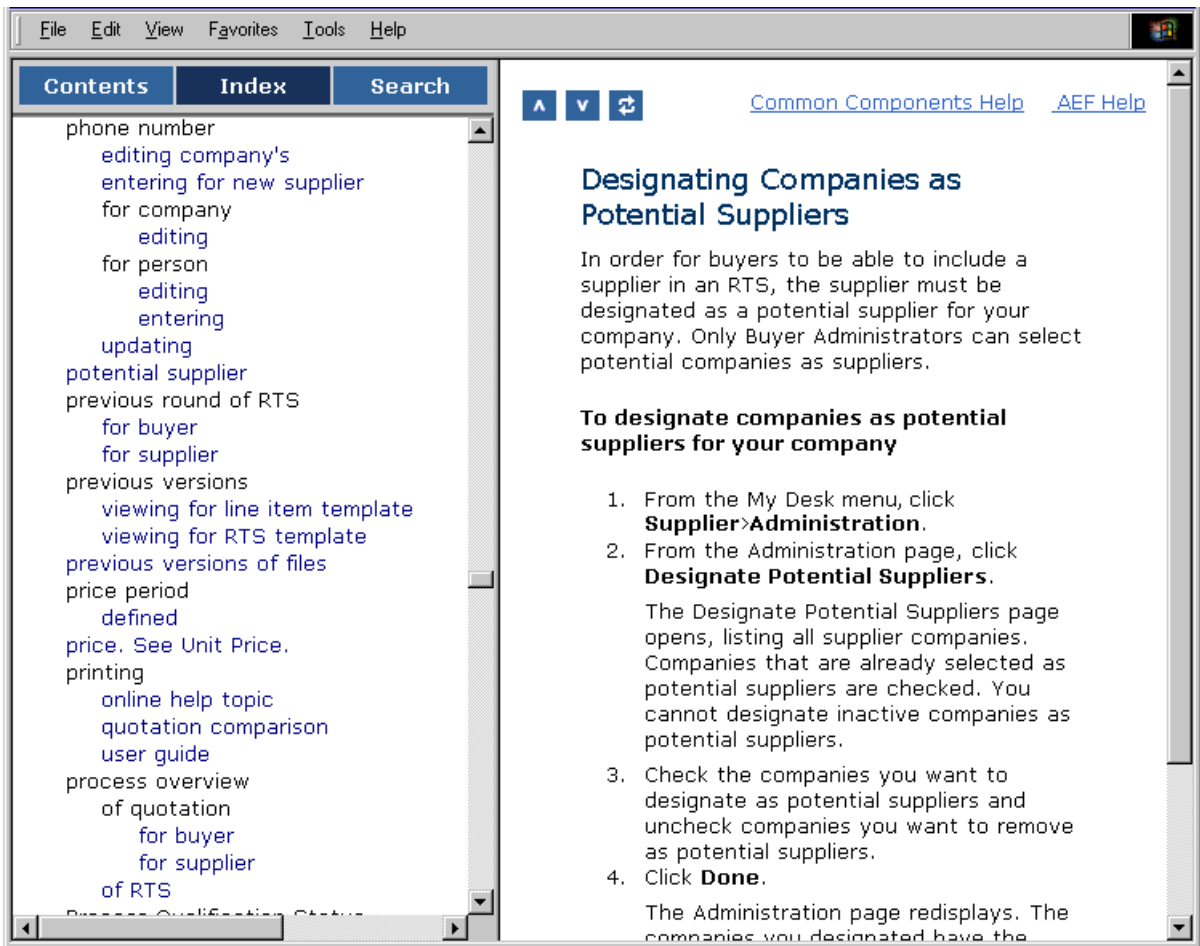 File Edit View Favorites Tools Help
Contents Index Search
phone number
editing company's
entering for new supplier
for company
editing
for person
editing
entering
updating
potential supplier
previous round of RTS
for buyer
for supplier
previous versions
viewing for line item template
viewing for RTS template
previous versions of files
price period
defined
price. See Unit Price.
printing
online help topic
quotation comparison
user guide
process overview
of quotation
for buyer
for supplier
of RTS
Process Qualification Status
Common Components Help AEF Help
Designating Companies as
Potential Suppliers
In order for buyers to be able to include a
supplier in an RTS, the supplier must be
designated as a potential supplier for your
company. Only Buyer Administrators can select
potential companies as suppliers.
To designate companies as potential
suppliers for your company
1. From the My Desk menu, click
Supplier>Administration.
2. From the Administration page, click
Designate Potential Suppliers.
The Designate Potential Suppliers page
opens, listing all supplier companies.
Companies that are already selected as
potential suppliers are checked. You
cannot designate inactive companies as
potential suppliers.
3. Check the companies you want to
designate as potential suppliers and
uncheck companies you want to remove
as potential suppliers.
4. Click Done.
The Administration page redisplays. The
companies you designated have the